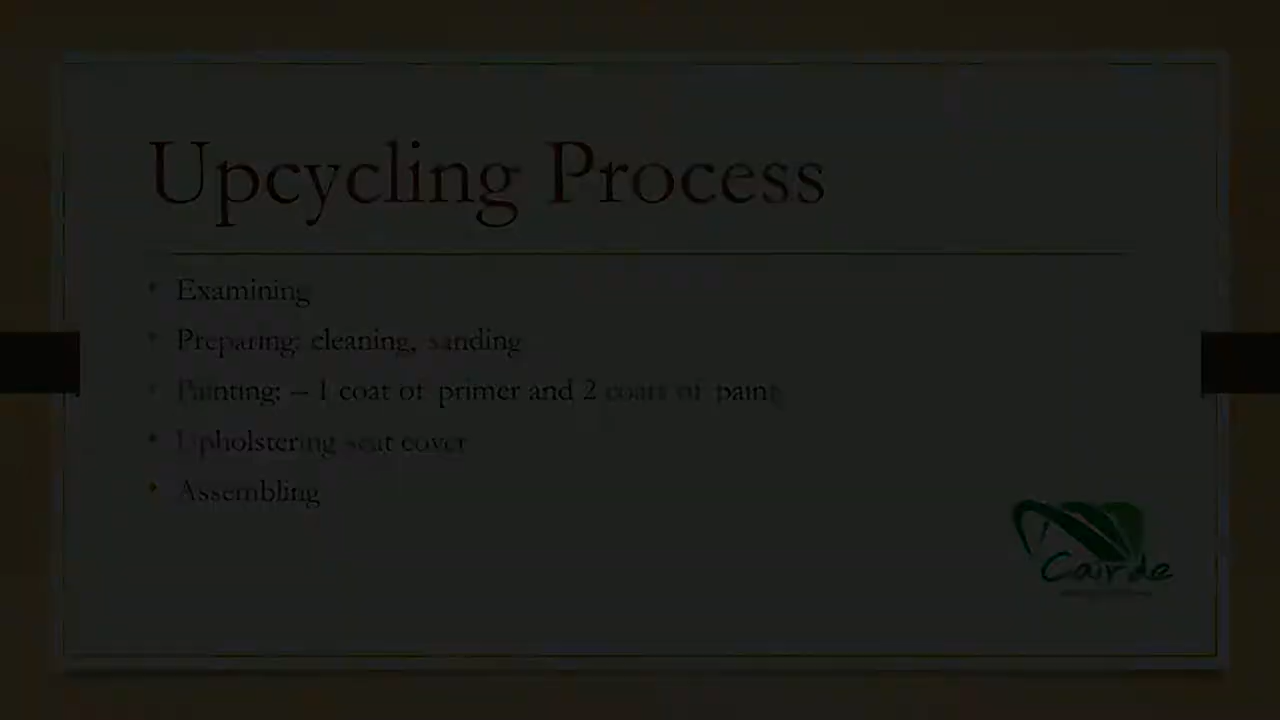 Upcycling Process
• Examining
• Preparing: cleaning, sanding
• Painting: – 1 coat of primer and 2 coats of paint
• Upholstering seat cover
• Assembling
Cairde